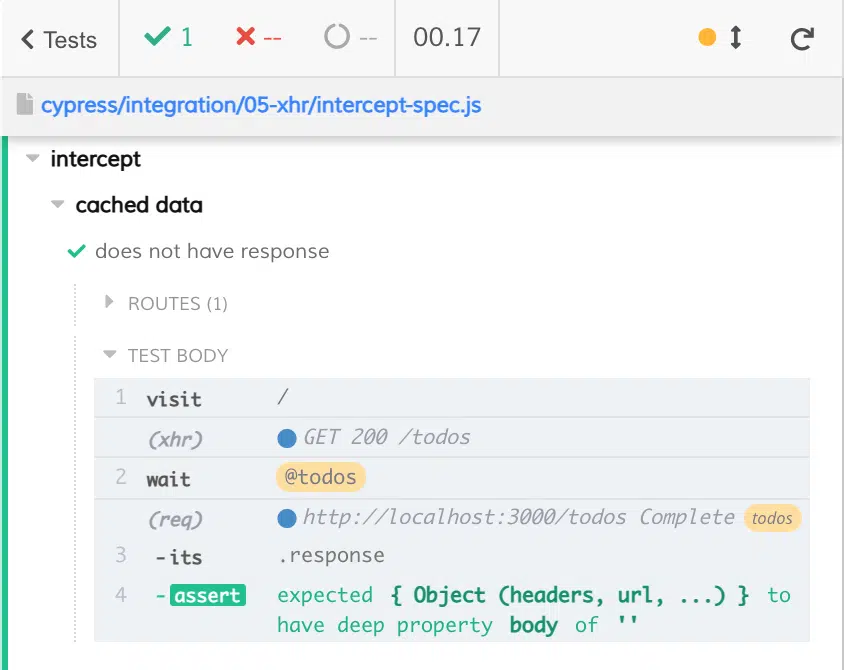 Tests 1 -- -- 00.17
cypress/integration/05-xhr/intercept-spec.js
intercept
cached data
does not have response
ROUTES (1)
TEST BODY
1 visit /
(xhr) GET 200 /todos
2 wait @todos
(req) http://localhost:3000/todos Complete todos
3 -its .response
4 -assert expected { Object (headers, url, ...) } to
have deep property body of ''